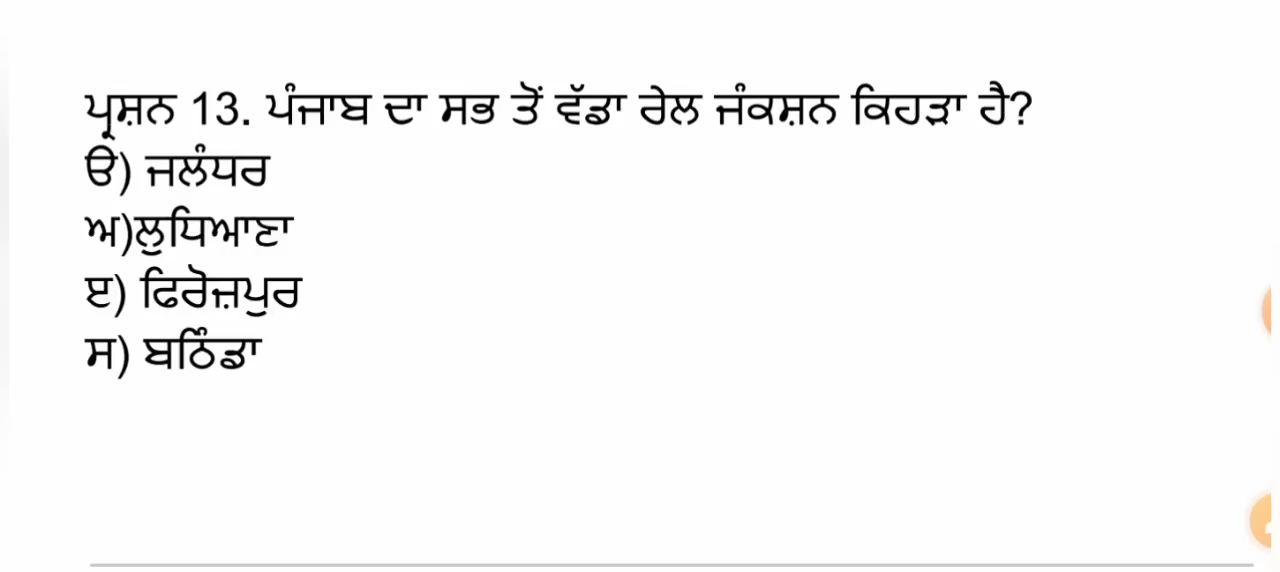 ਪ੍ਰਸ਼ਨ 13. ਪੰਜਾਬ ਦਾ ਸਭ ਤੋਂ ਵੱਡਾ ਰੇਲ ਜੰਕਸ਼ਨ ਕਿਹੜਾ ਹੈ?
ੳ) ਜਲੰਧਰ
ਅ)ਲੁਧਿਆਣਾ
ੲ) ਫਿਰੋਜ਼ਪੁਰ
ਸ) ਬਠਿੰਡਾ